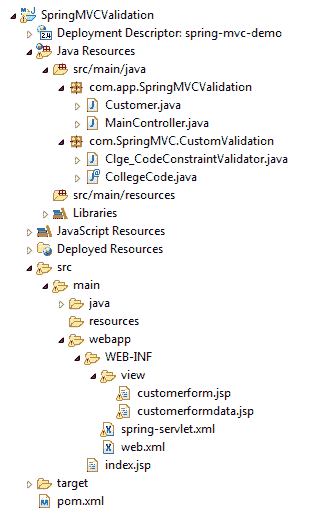 SpringMVCValidation
Deployment Descriptor: spring-mvc-demo
Java Resources
src/main/java
com.app.SpringMVCValidation
Customer.java
MainController.java
com.SpringMVC.CustomValidation
Clge_CodeConstraintValidator.java
CollegeCode.java
src/main/resources
Libraries
JavaScript Resources
Deployed Resources
src
main
java
resources
webapp
WEB-INF
view
customerform.jsp
customerformdata.jsp
spring-servlet.xml
web.xml
index.jsp
target
pom.xml